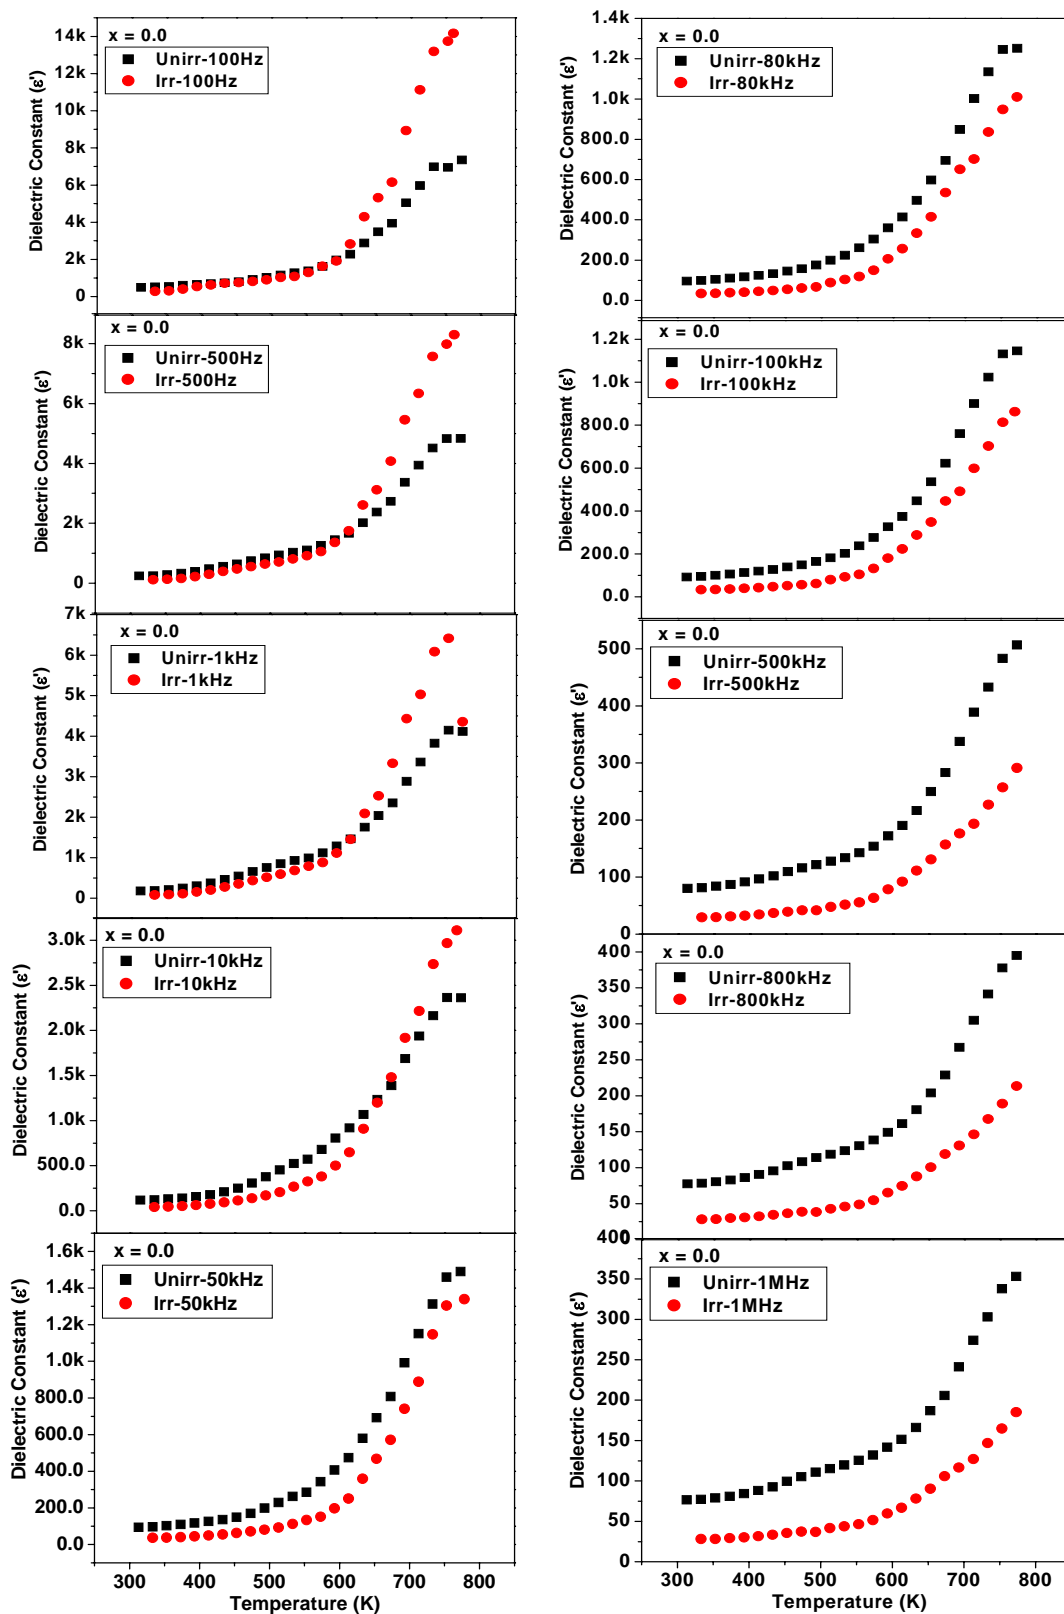 x = 0.0
Unirr-100Hz
Irr-100Hz
14k
12k
10k
8k
6k
4k
2k
0
Dielectric Constant (ε')
x = 0.0
Unirr-500Hz
Irr-500Hz
8k
6k
4k
2k
0
Dielectric Constant (ε')
x = 0.0
Unirr-1kHz
Irr-1kHz
7k
6k
5k
4k
3k
2k
1k
0
Dielectric Constant (ε')
x = 0.0
Unirr-10kHz
Irr-10kHz
3.0k
2.5k
2.0k
1.5k
1.0k
500.0
0.0
Dielectric Constant (ε')
x = 0.0
Unirr-50kHz
Irr-50kHz
1.6k
1.4k
1.2k
1.0k
800.0
600.0
400.0
200.0
0.0
Dielectric Constant (ε')
300 400 500 600 700 800
Temperature (K)
x = 0.0
Unirr-80kHz
Irr-80kHz
1.4k
1.2k
1.0k
800.0
600.0
400.0
200.0
0.0
Dielectric Constant (ε')
x = 0.0
Unirr-100kHz
Irr-100kHz
1.2k
1.0k
800.0
600.0
400.0
200.0
0.0
Dielectric Constant (ε')
x = 0.0
Unirr-500kHz
Irr-500kHz
500
400
300
200
100
0
Dielectric Constant (ε')
x = 0.0
Unirr-800kHz
Irr-800kHz
400
350
300
250
200
150
100
50
0
Dielectric Constant (ε')
x = 0.0
Unirr-1MHz
Irr-1MHz
400
350
300
250
200
150
100
50
0
Dielectric Constant (ε')
300 400 500 600 700 800
Temperature (K)